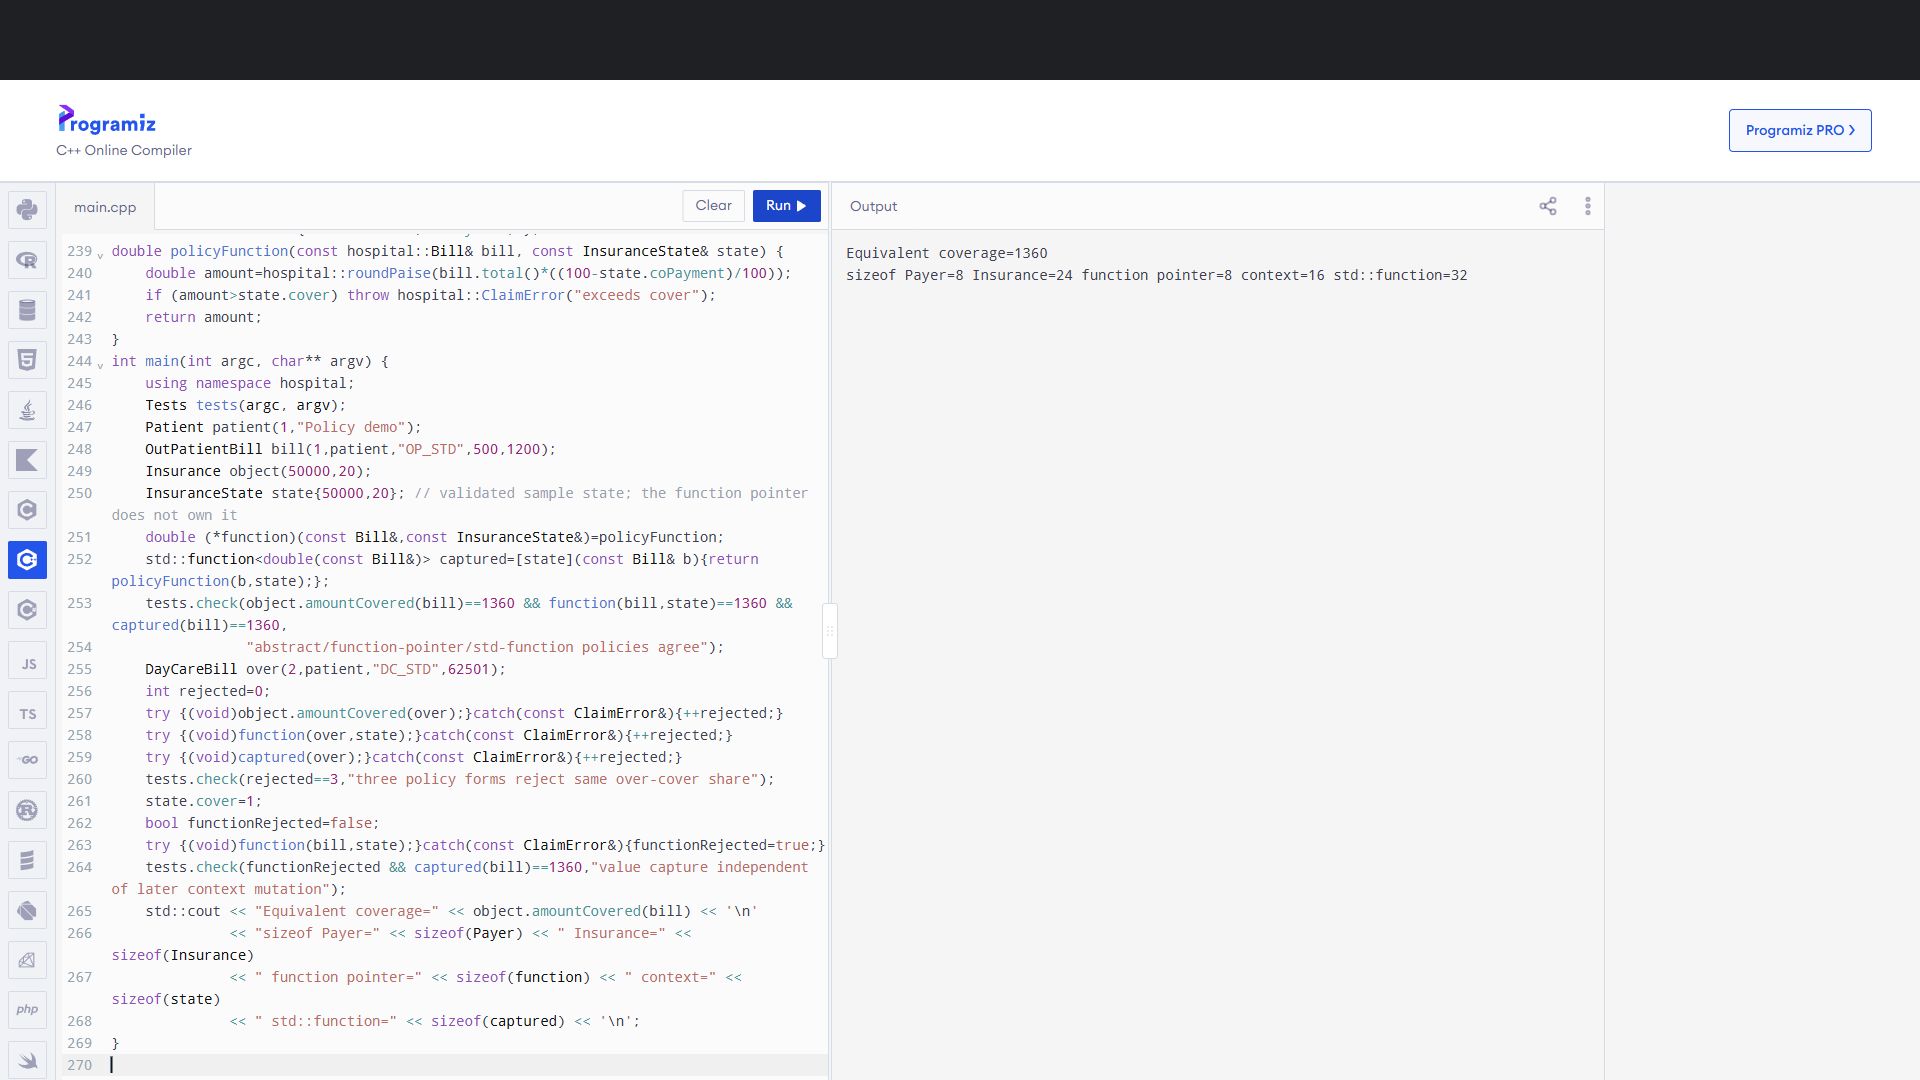 Programiz
C++ Online Compiler
Programiz PRO ❯
main.cpp
Clear
Run
Output
239 double policyFunction(const hospital::Bill& bill, const InsuranceState& state) {
240 double amount=hospital::roundPaise(bill.total()*((100-state.coPayment)/100));
241 if (amount>state.cover) throw hospital::ClaimError("exceeds cover");
242 return amount;
243 }
244 int main(int argc, char** argv) {
245 using namespace hospital;
246 Tests tests(argc, argv);
247 Patient patient(1,"Policy demo");
248 OutPatientBill bill(1,patient,"OP_STD",500,1200);
249 Insurance object(50000,20);
250 InsuranceState state{50000,20}; // validated sample state; the function pointer
does not own it
251 double (*function)(const Bill&,const InsuranceState&)=policyFunction;
252 std::function<double(const Bill&)> captured=[state](const Bill& b){return
policyFunction(b,state);};
253 tests.check(object.amountCovered(bill)==1360 && function(bill,state)==1360 &&
captured(bill)==1360,
254 "abstract/function-pointer/std-function policies agree");
255 DayCareBill over(2,patient,"DC_STD",62501);
256 int rejected=0;
257 try {(void)object.amountCovered(over);}catch(const ClaimError&){++rejected;}
258 try {(void)function(over,state);}catch(const ClaimError&){++rejected;}
259 try {(void)captured(over);}catch(const ClaimError&){++rejected;}
260 tests.check(rejected==3,"three policy forms reject same over-cover share");
261 state.cover=1;
262 bool functionRejected=false;
263 try {(void)function(bill,state);}catch(const ClaimError&){functionRejected=true;}
264 tests.check(functionRejected && captured(bill)==1360,"value capture independent
of later context mutation");
265 std::cout << "Equivalent coverage=" << object.amountCovered(bill) << '\n'
266 << "sizeof Payer=" << sizeof(Payer) << " Insurance=" <<
sizeof(Insurance)
267 << " function pointer=" << sizeof(function) << " context=" <<
sizeof(state)
268 << " std::function=" << sizeof(captured) << '\n';
269 }
270
Equivalent coverage=1360
sizeof Payer=8 Insurance=24 function pointer=8 context=16 std::function=32
JS
TS
GO
php